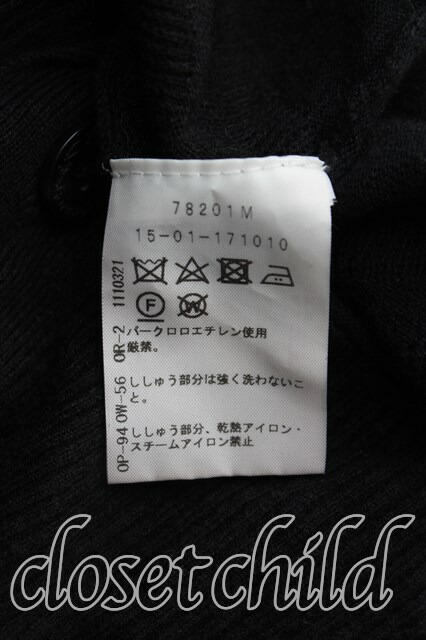 78201M
15-01-171010
F
W
パークロロエチレン使用
厳禁。
ししゅう部分は強く洗わないこ
と。
ししゅう部分、乾熱アイロン・
スチームアイロン禁止
OP-94 OW-56 OR-2 1110321
closet child